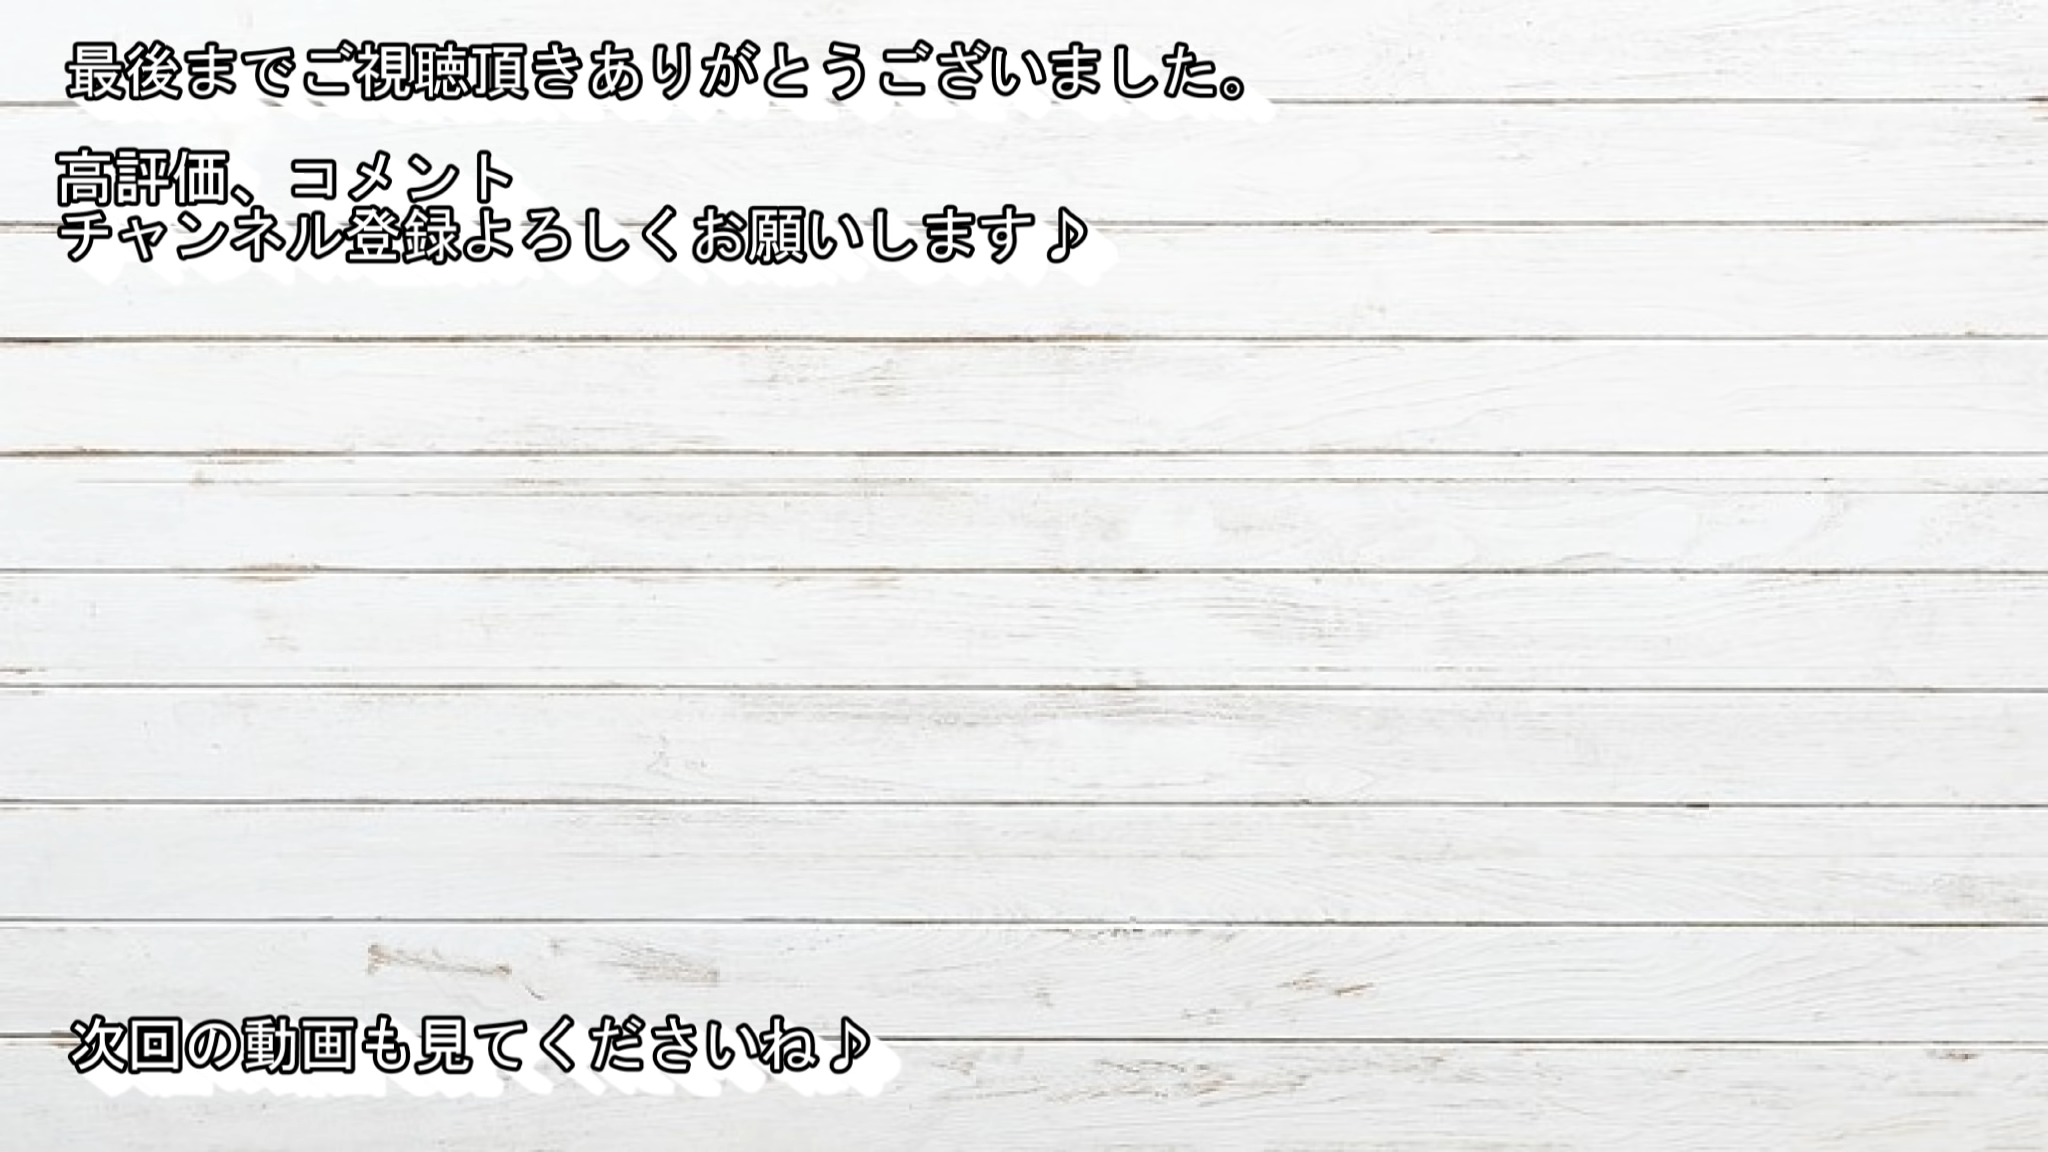 最後までご視聴頂きありがとうございました。
高評価、コメント
チャンネル登録よろしくお願いします♪
次回の動画も見てくださいね♪